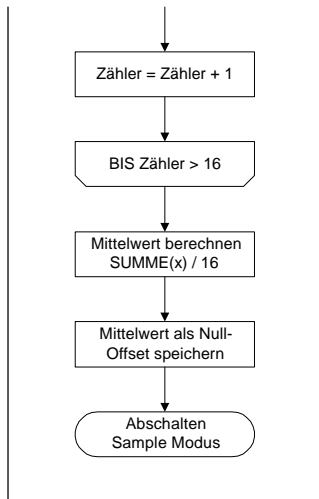 Zähler = Zähler + 1
BIS Zähler > 16
Mittelwert berechnen
SUMME(x) / 16
Mittelwert als Null-
Offset speichern
Abschalten
Sample Modus